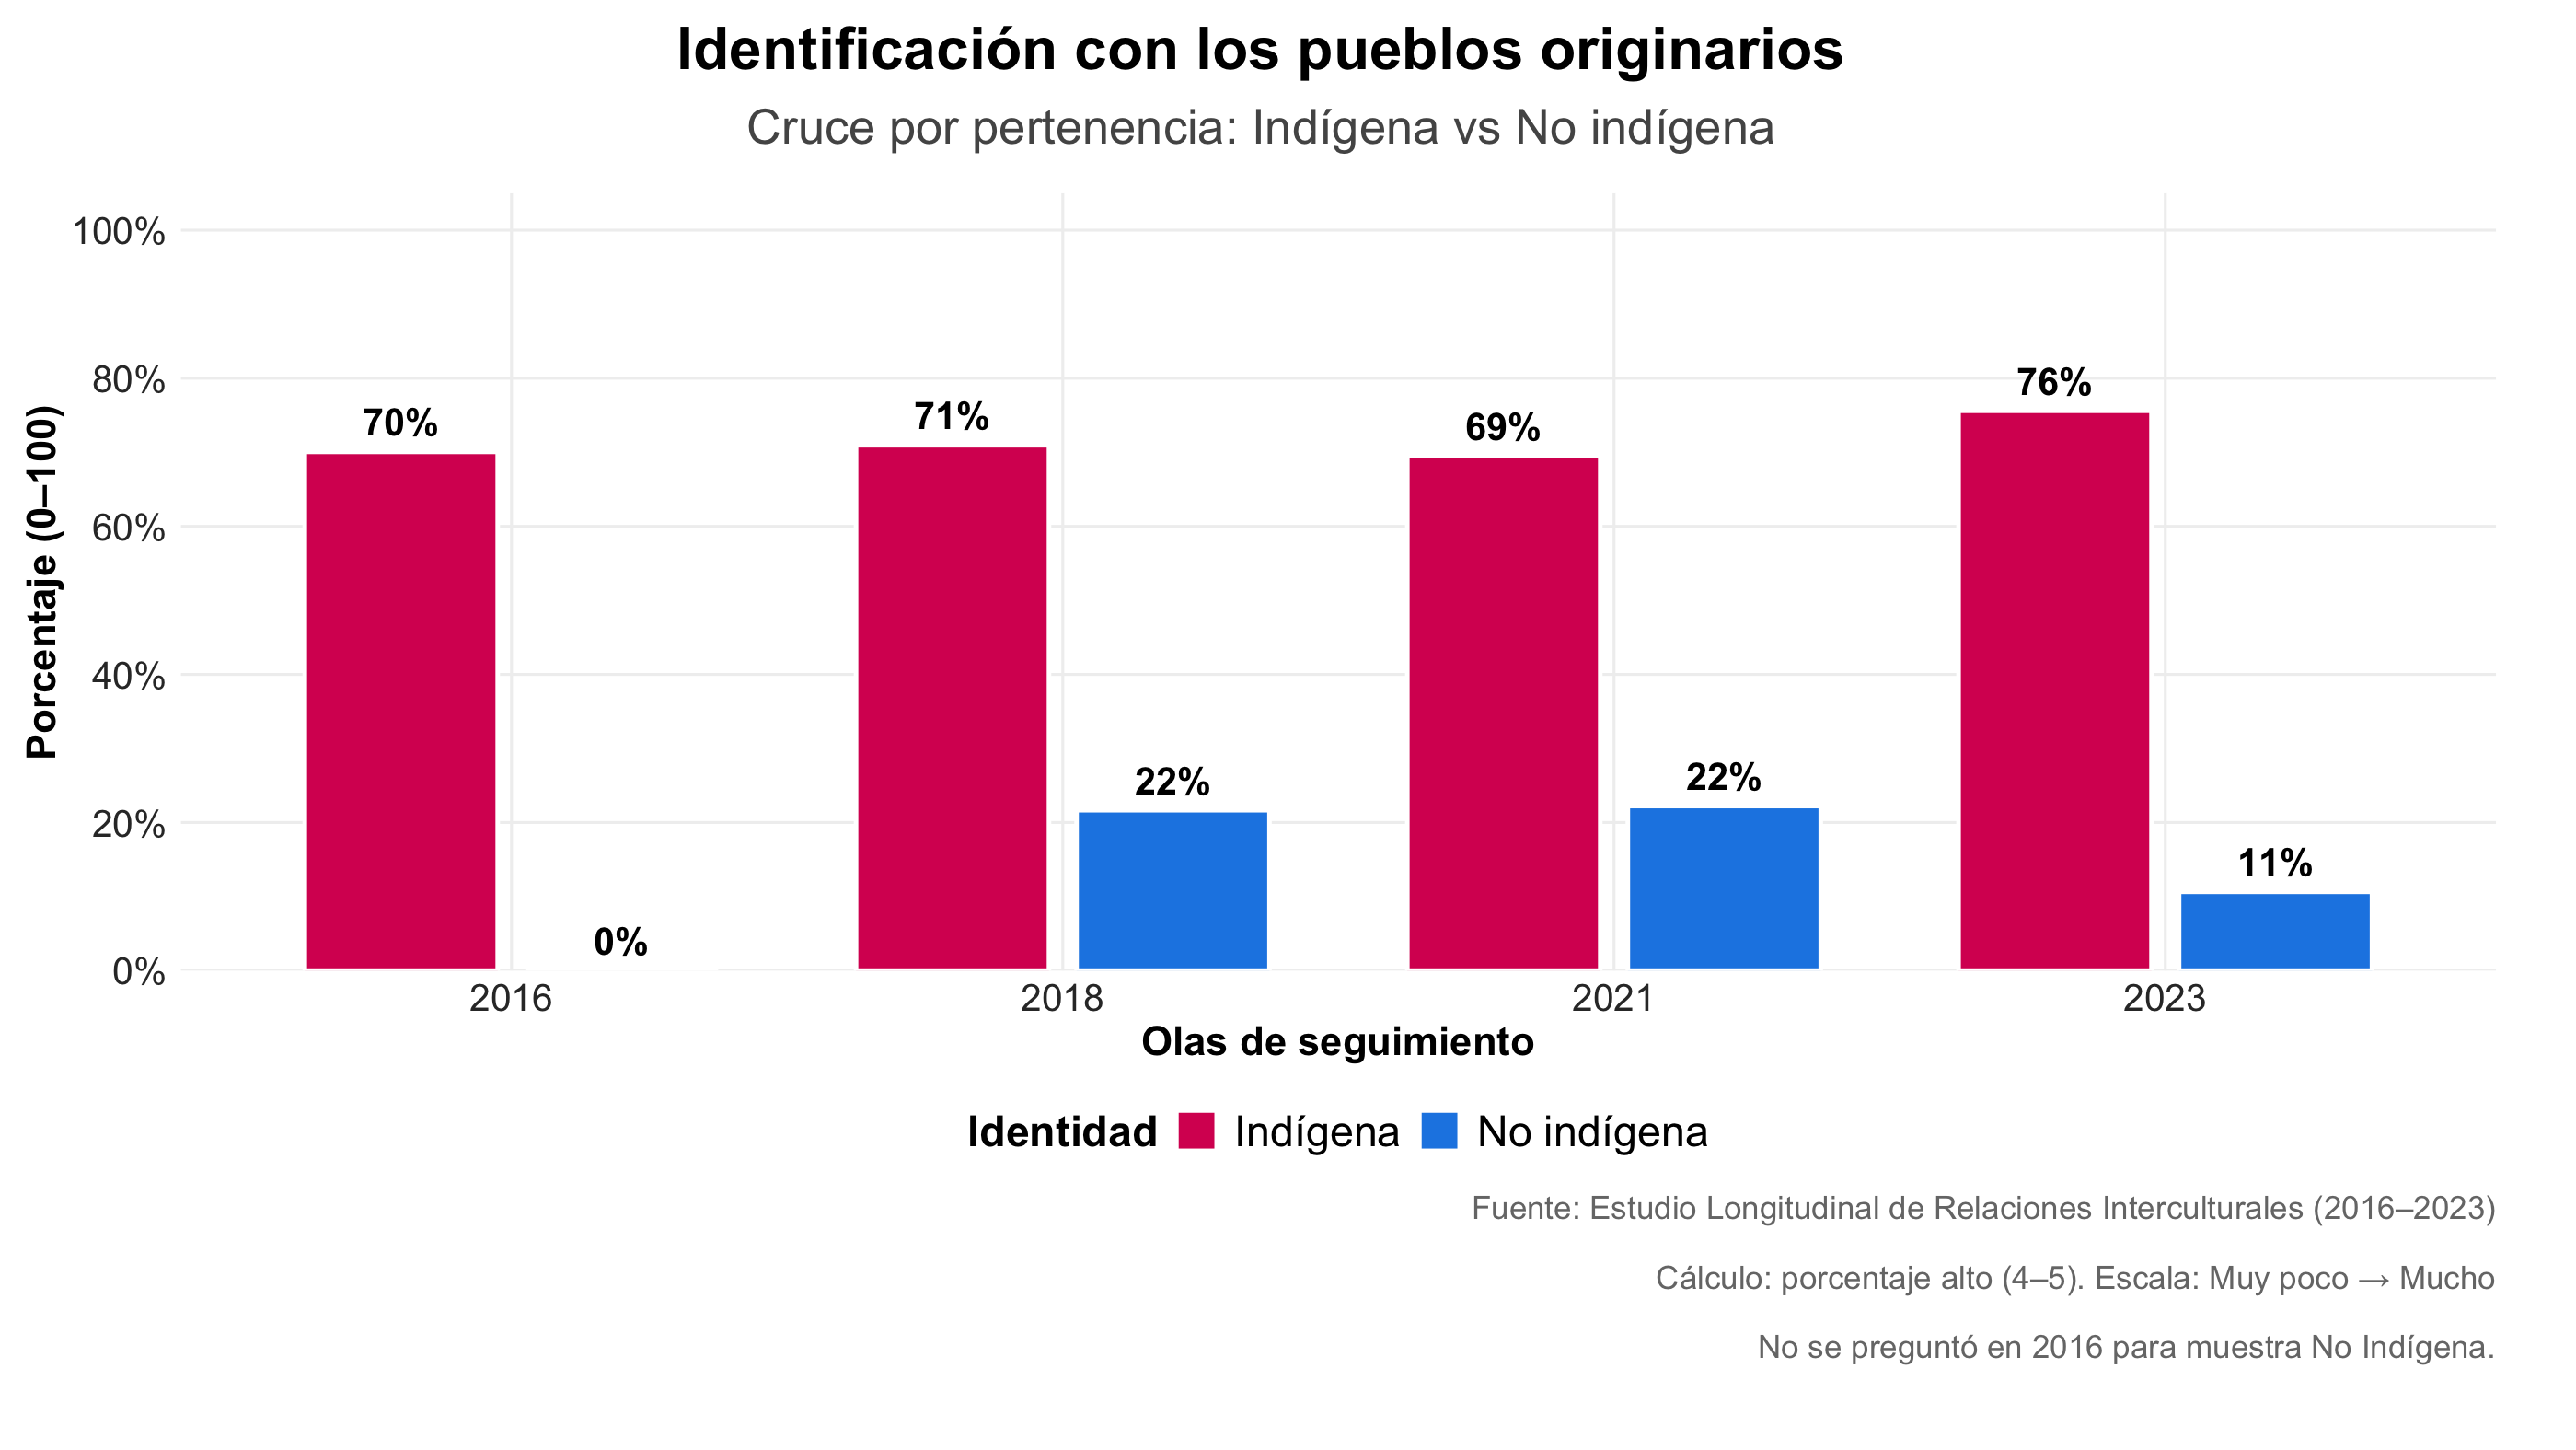 Identificación con los pueblos originarios
Cruce por pertenencia: Indígena vs No indígena
Porcentaje (0–100)
100%
80%
60%
40%
20%
0%
70%
0%
71%
22%
69%
22%
76%
11%
2016
2018
2021
2023
Olas de seguimiento
Identidad Indígena No indígena
Fuente: Estudio Longitudinal de Relaciones Interculturales (2016–2023)
Cálculo: porcentaje alto (4–5). Escala: Muy poco → Mucho
No se preguntó en 2016 para muestra No Indígena.